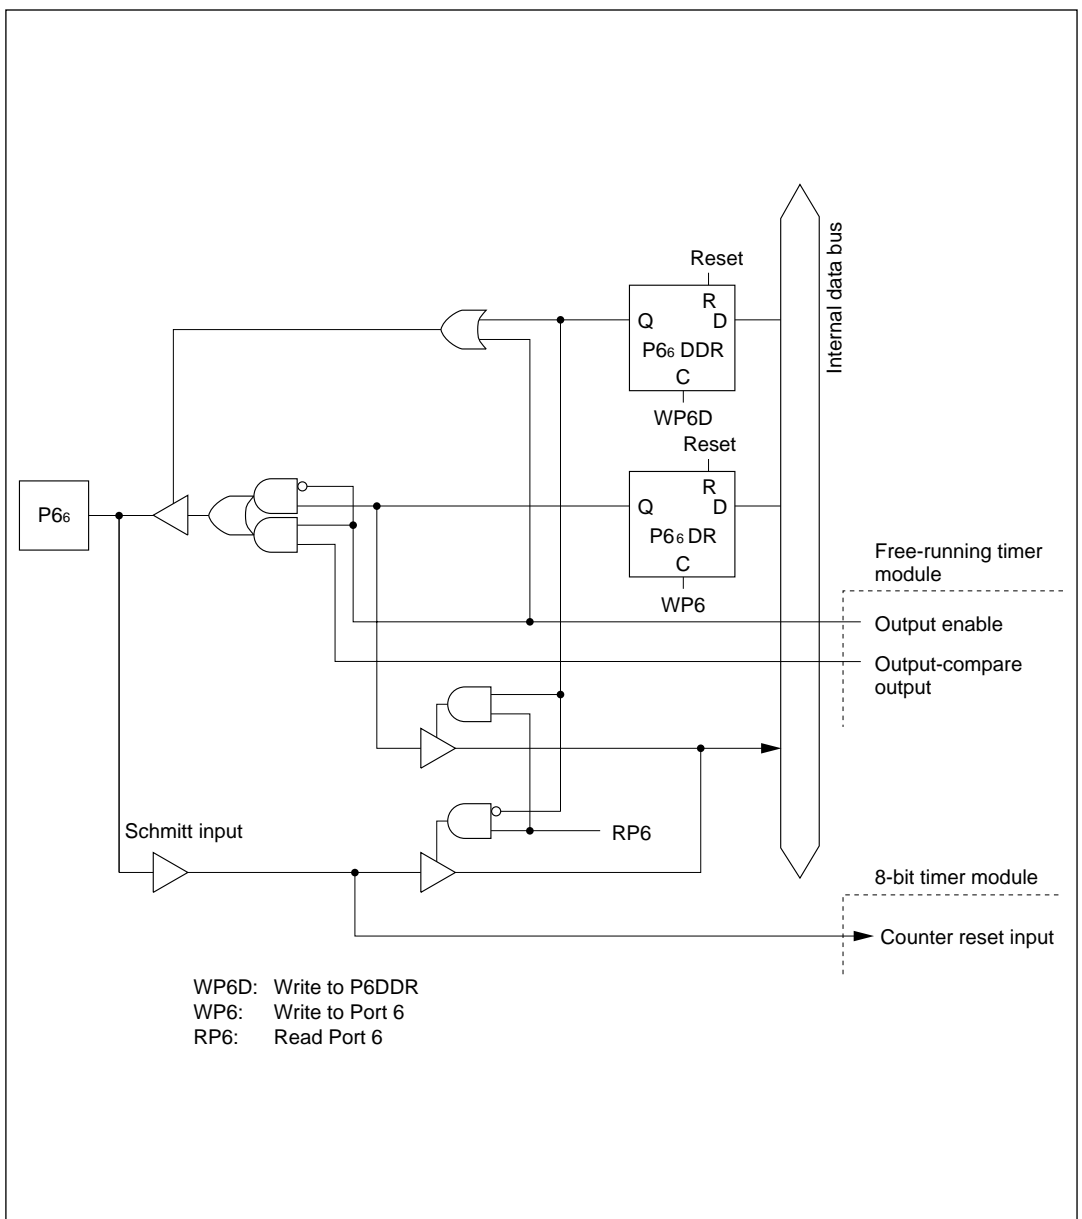 Internal data bus
Reset
R
Q D
P6₆ DDR
C
WP6D
Reset
R
Q D
P6₆ DR
C
WP6
P6₆
Free-running timer
module
Output enable
Output-compare
output
RP6
Schmitt input
8-bit timer module
Counter reset input
WP6D: Write to P6DDR
WP6: Write to Port 6
RP6: Read Port 6